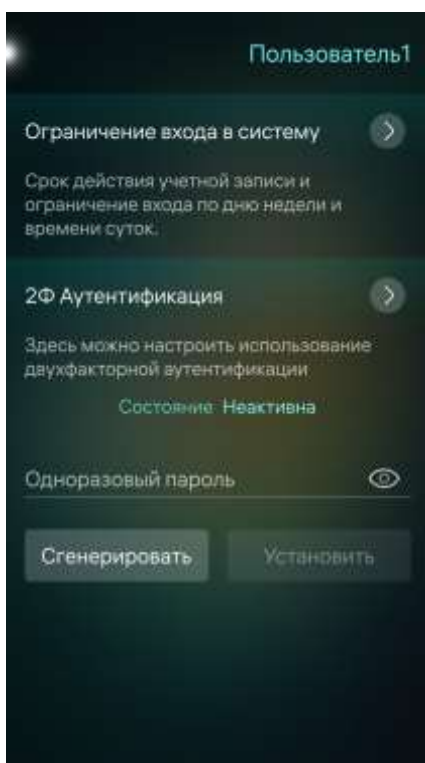 Пользователь1
Ограничение входа в систему
Срок действия учетной записи и
ограничение входа по дню недели и
времени суток.
2Ф Аутентификация
Здесь можно настроить использование
двухфакторной аутентификации
Состояние Неактивна
Одноразовый пароль
Сгенерировать Установить